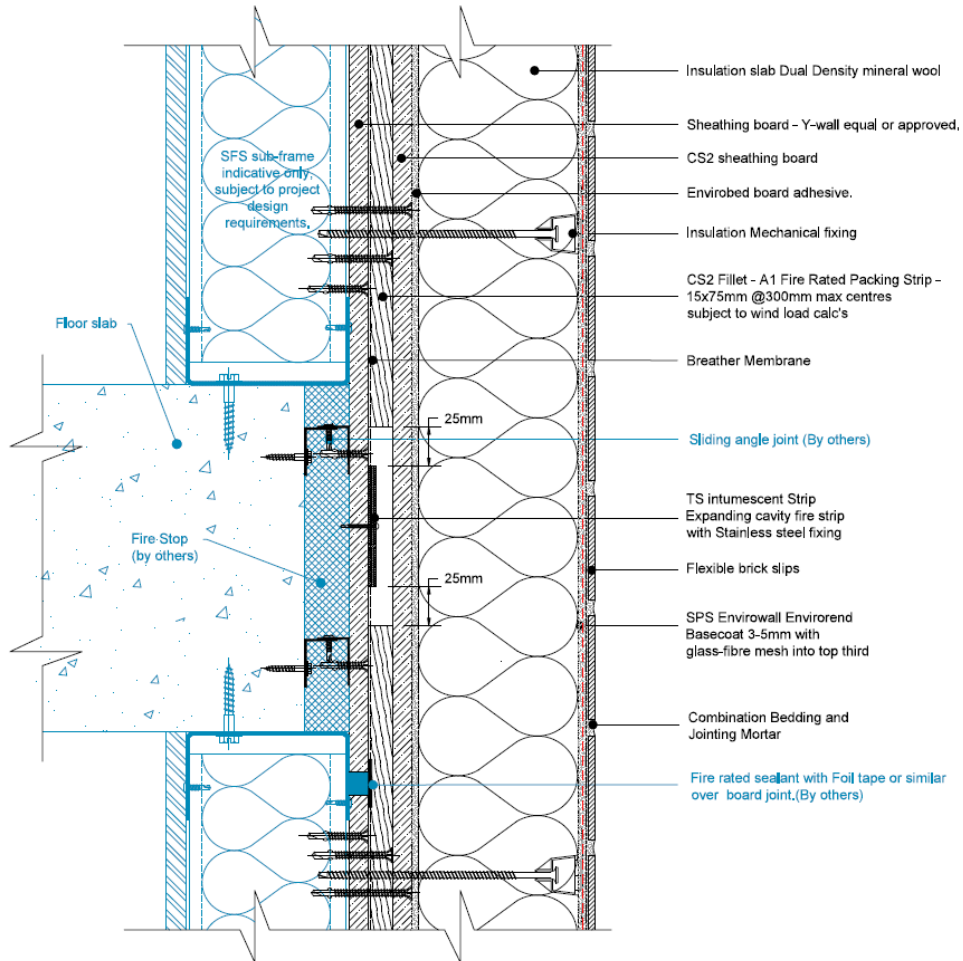 Insulation slab Dual Density mineral wool
Sheathing board - Y-wall equal or approved,
CS2 sheathing board
SFS sub-frame
indicative only,
subject to project
design
requirements.
Envirobed board adhesive.
Insulation Mechanical fixing
CS2 Fillet - A1 Fire Rated Packing Strip -
15x75mm @300mm max centres
subject to wind load calc's
Floor slab
Breather Membrane
25mm
Sliding angle joint (By others)
TS intumescent Strip
Expanding cavity fire strip
with Stainless steel fixing
Fire Stop
(by others)
Flexible brick slips
25mm
SPS Envirowall Envirorend
Basecoat 3-5mm with
glass-fibre mesh into top third
Combination Bedding and
Jointing Mortar
Fire rated sealant with Foil tape or similar
over board joint.(By others)